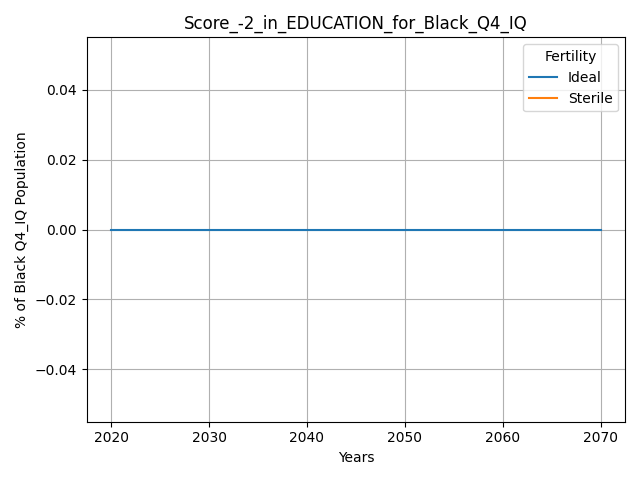 Score_-2_in_EDUCATION_for_Black_Q4_IQ
Fertility
Ideal
Sterile
% of Black Q4_IQ Population
0.04
0.02
0.00
−0.02
−0.04
2020 2030 2040 2050 2060 2070
Years